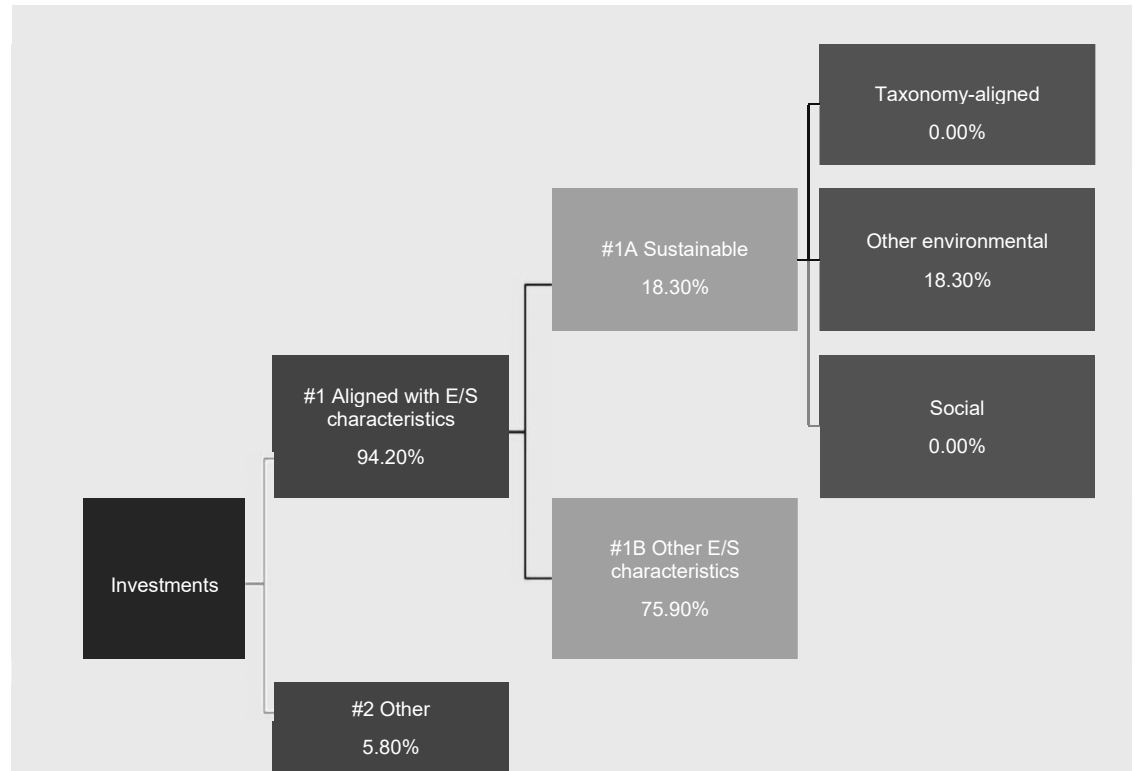 Taxonomy-aligned
0.00%
#1A Sustainable
18.30%
Other environmental
18.30%
#1 Aligned with E/S
characteristics
94.20%
Social
0.00%
Investments
#1B Other E/S
characteristics
75.90%
#2 Other
5.80%